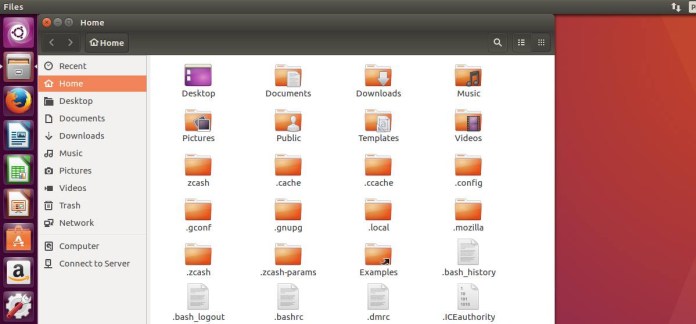 Files
Home
Home
Recent
Home
Desktop
Documents
Downloads
Music
Pictures
Videos
Trash
Network
Computer
Connect to Server
Desktop Documents Downloads Music
Pictures Public Templates Videos
zcash .cache .ccache .config
.gconf .gnupg .local .mozilla
.zcash .zcash-params Examples .bash_history
.bash_logout .bashrc .dmrc .ICEauthority